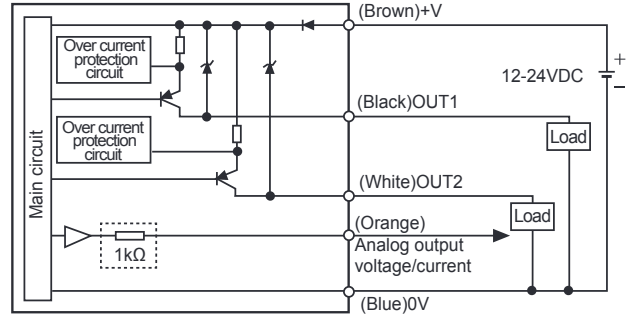 (Brown)+V
Over current
protection
circuit
12-24VDC
+
−
(Black)OUT1
Load
Over current
protection
circuit
Main circuit
(White)OUT2
Load
(Orange)
Analog output
voltage/current
1kΩ
(Blue)0V